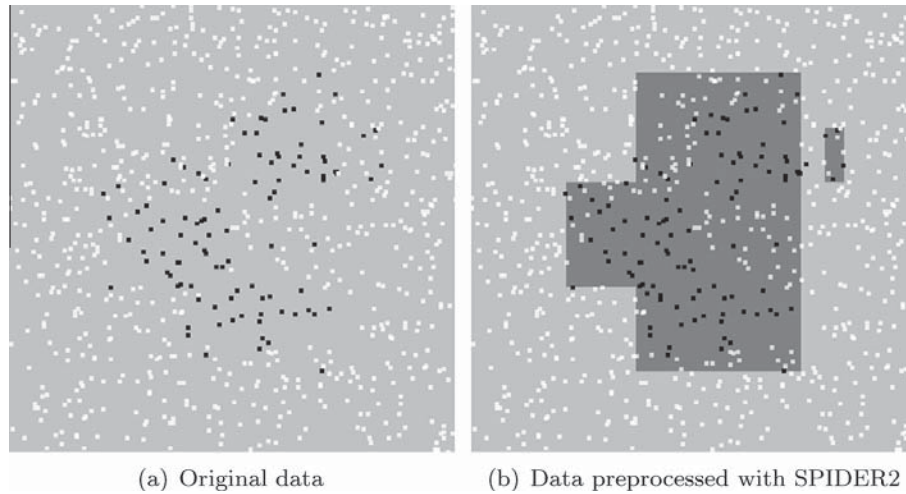 (a) Original data
(b) Data preprocessed with SPIDER2